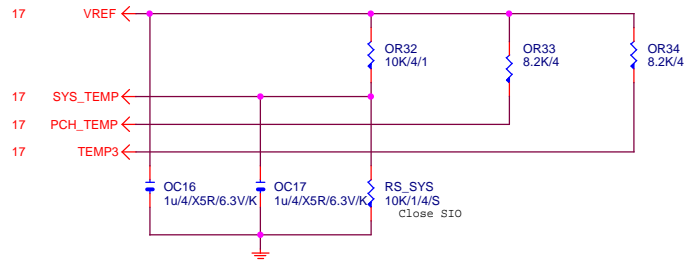 17 VREF
OR32
10K/4/1
OR33
8.2K/4
OR34
8.2K/4
17 SYS_TEMP
17 PCH_TEMP
17 TEMP3
OC16
1u/4/X5R/6.3V/K
OC17
1u/4/X5R/6.3V/K
RS_SYS
10K/1/4/S
Close SIO